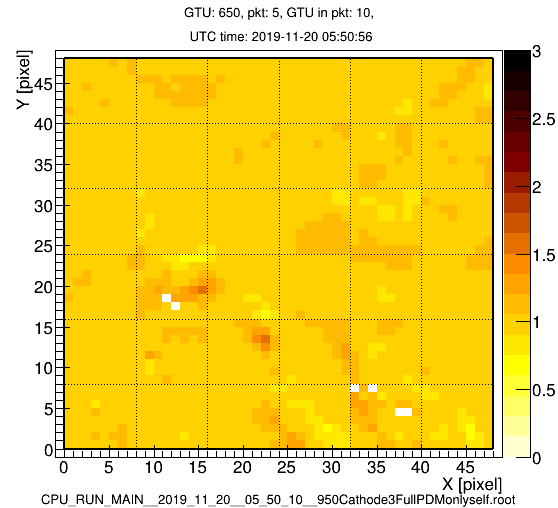 GTU: 650, pkt: 5, GTU in pkt: 10,
UTC time: 2019-11-20 05:50:56
Y [pixel]
45
40
35
30
25
20
15
10
5
0
0 5 10 15 20 25 30 35 40 45
X [pixel]
3
2.5
2
1.5
1
0.5
0
CPU_RUN_MAIN__2019_11_20__05_50_10__950Cathode3FullPDMonlyself.root